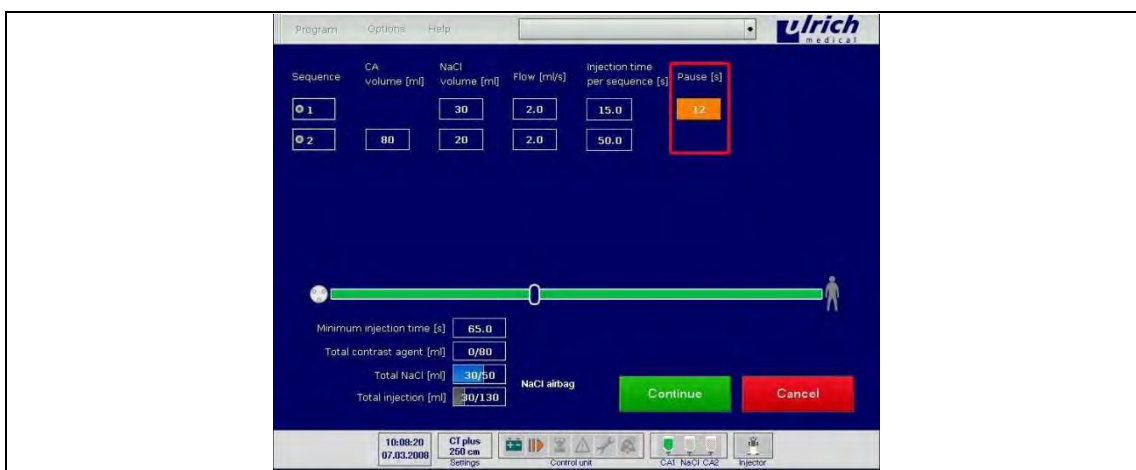 Program Options Help
ulrich
medical
Sequence CA volume [ml] NaCl volume [ml] Flow [ml/s] Injection time per sequence [s] Pause [s]
1 30 2.0 15.0 12
2 80 20 2.0 50.0
Minimum injection time [s] 65.0
Total contrast agent [ml] 0/80
Total NaCl [ml] 30/50
NaCl airbag
Total injection [ml] 30/130
Continue Cancel
10:08:20 CT plus
07.03.2008 250 cm
Settings Control unit CA1 NaCl CA2 Injector